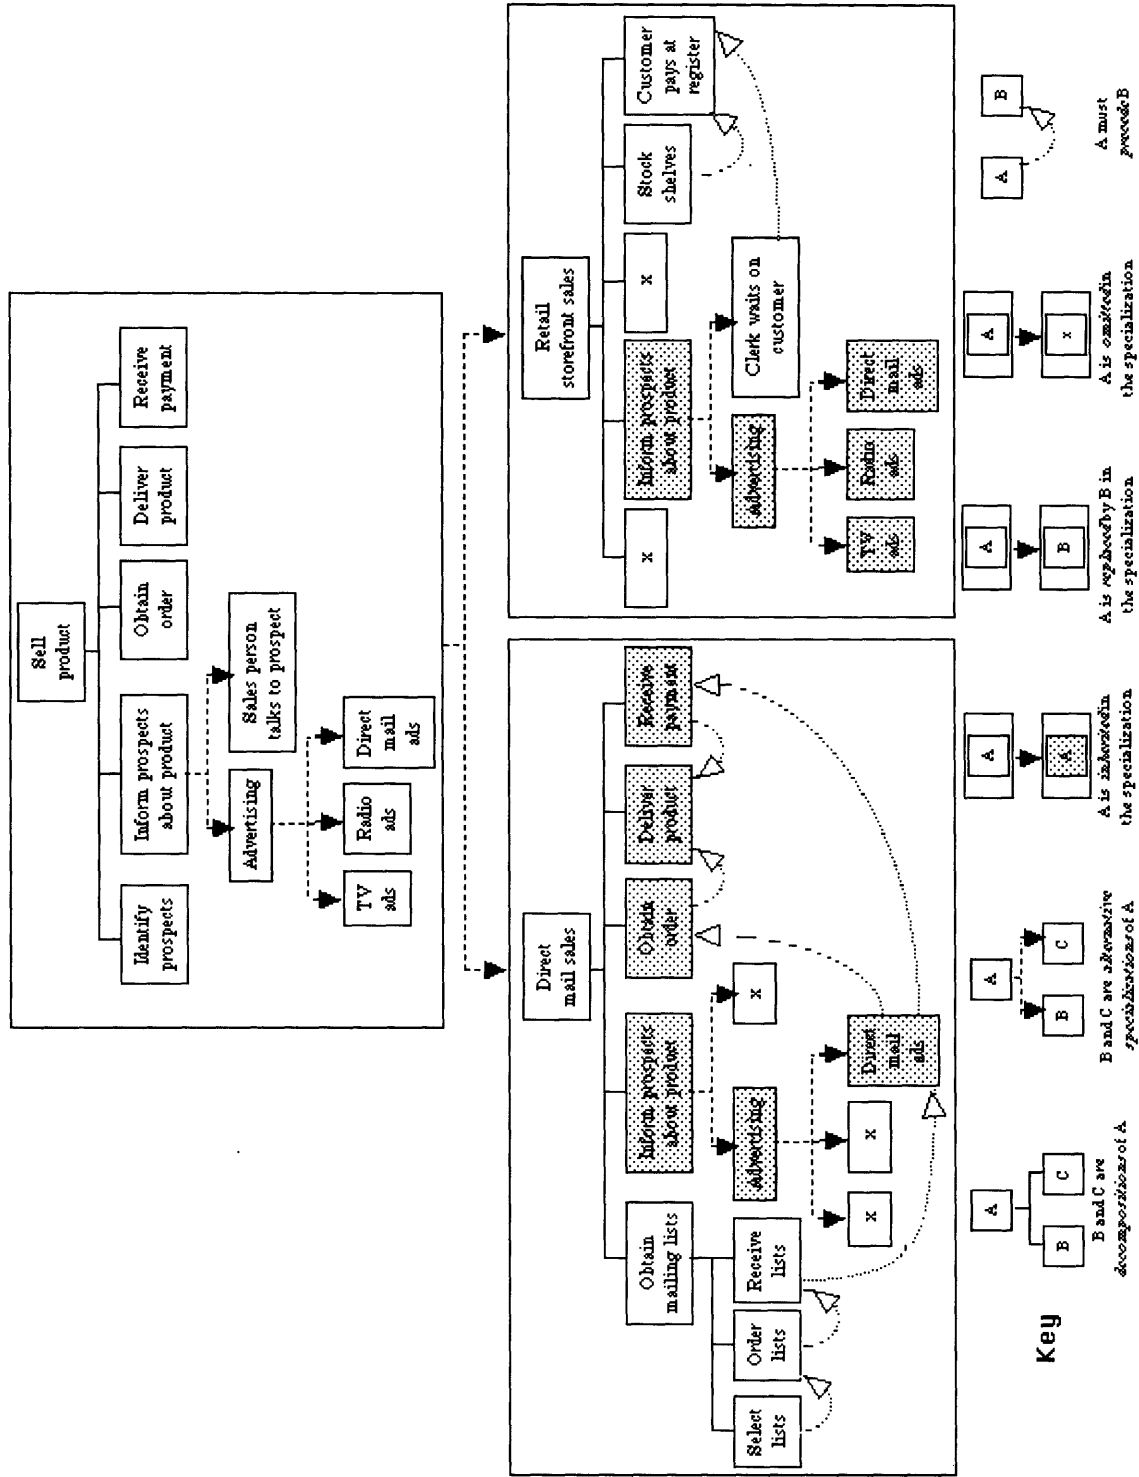 Sell
product
Identify
prospects
Inform prospects
about product
Obtain
order
Deliver
product
Receive
payment
Advertising
Sales person
talks to prospect
TV
ads
Radio
ads
Direct
mail
ads
Direct
mail sales
Obtain
mailing lists
Inform prospects
about product
Obtain
order
Deliver
product
Receive
payment
Select
lists
Order
lists
Receive
lists
Advertising
x
x
x
Direct
mail
ads
Retail
storefront sales
x
Inform prospects
about product
x
Stock
shelves
Customer
pays at
register
Advertising
Clerk waits on
customer
TV
ads
Radio
ads
Direct
mail
ads
Key
A
B
C
B and C are
decompositions of A
A
B
C
B and C are alternative
specializations of A
A
A
A is inherited in
the specialization
A
B
A is replaced by B in
the specialization
A
x
A is omitted in
the specialization
A
B
A must
precede B